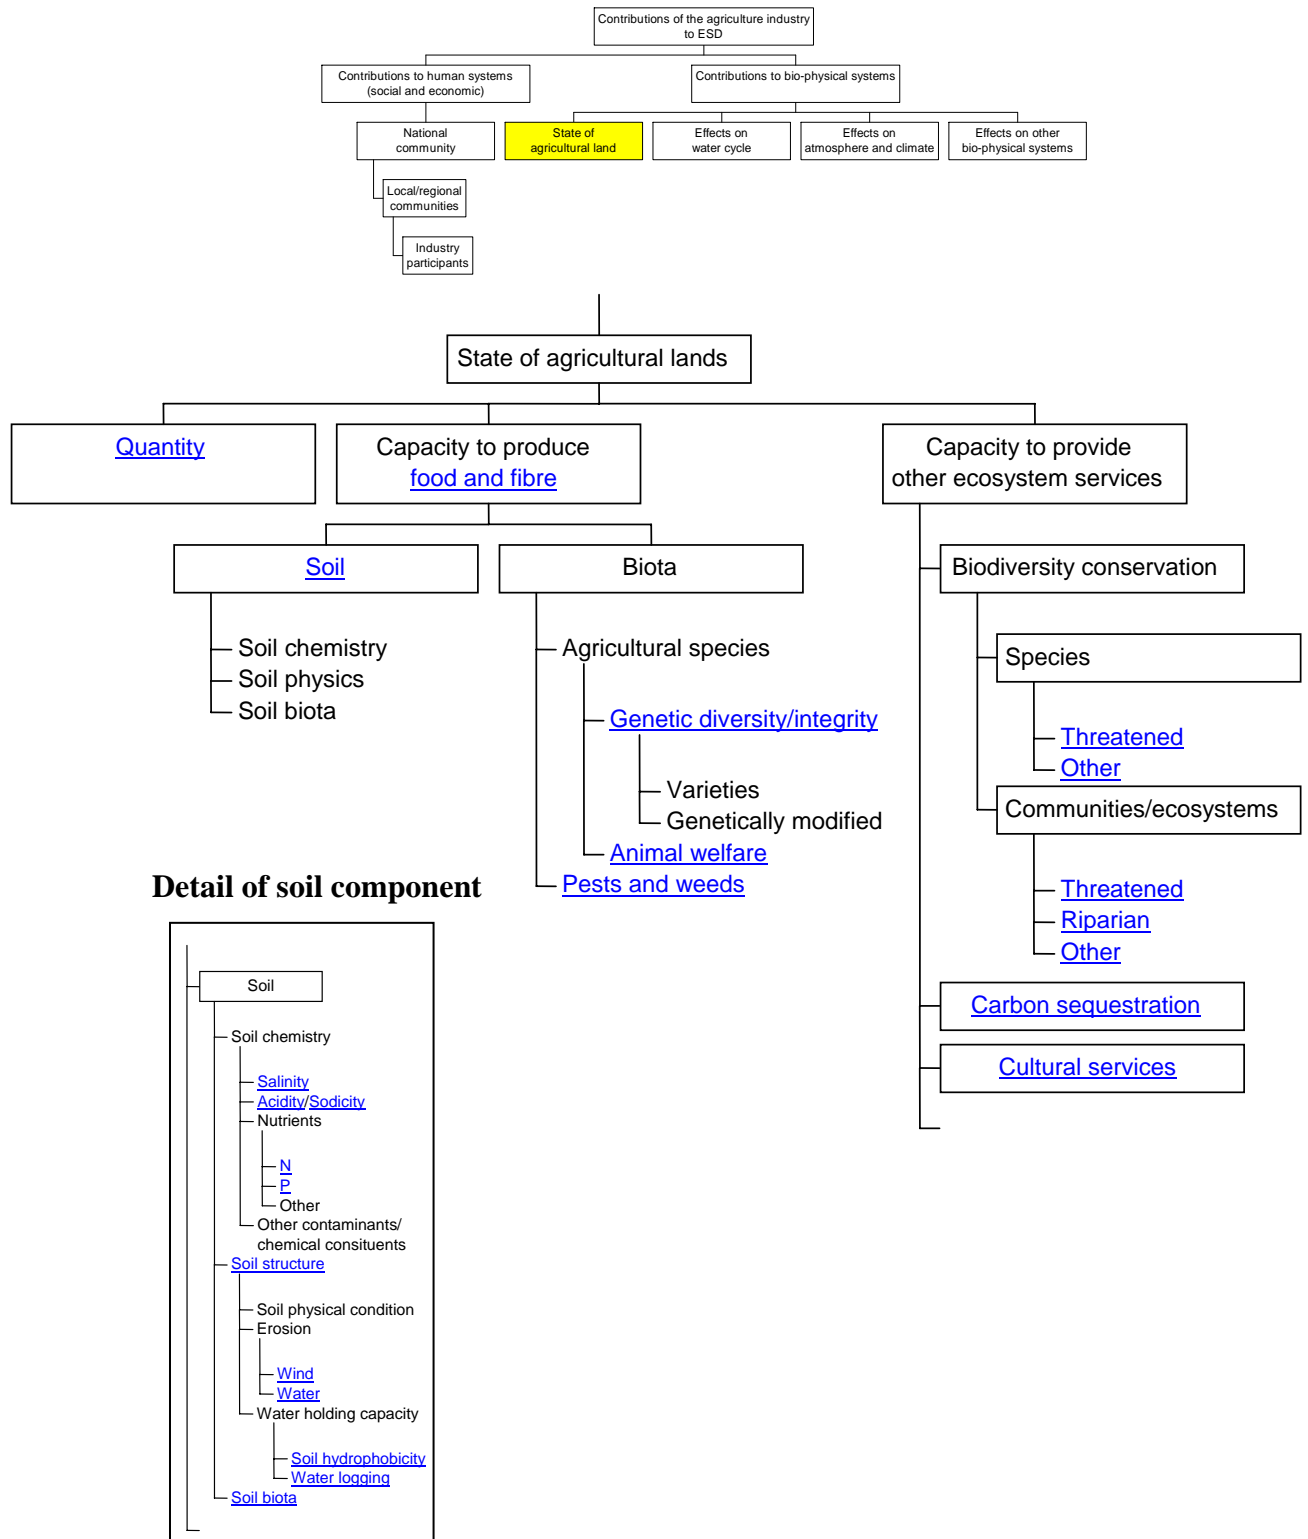 Contributions of the agriculture industry
to ESD
Contributions to human systems
(social and economic)
Contributions to bio-physical systems
National
community
State of
agricultural land
Effects on
water cycle
Effects on
atmosphere and climate
Effects on other
bio-physical systems
Local/regional
communities
Industry
participants
State of agricultural lands
Quantity
Capacity to produce
food and fibre
Capacity to provide
other ecosystem services
Soil
Biota
Soil chemistry
Soil physics
Soil biota
Agricultural species
Genetic diversity/integrity
Varieties
Genetically modified
Animal welfare
Pests and weeds
Biodiversity conservation
Species
Threatened
Other
Communities/ecosystems
Threatened
Riparian
Other
Carbon sequestration
Cultural services
Detail of soil component
Soil
Soil chemistry
Salinity
Acidity/Sodicity
Nutrients
N
P
Other
Other contaminants/
chemical consituents
Soil structure
Soil physical condition
Erosion
Wind
Water
Water holding capacity
Soil hydrophobicity
Water logging
Soil biota